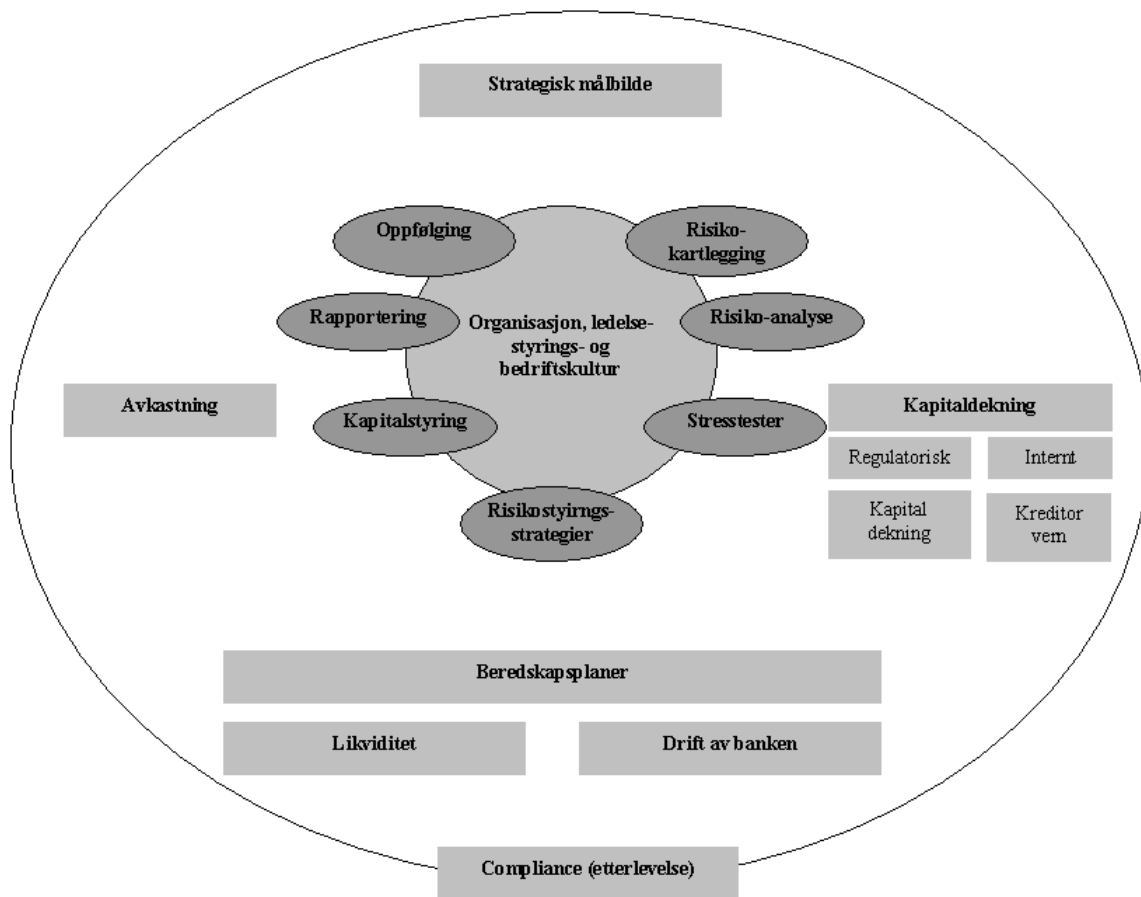 Strategisk målbilde
Oppfølging
Risiko-
kartlegging
Rapportering
Organisasjon, ledelse-
styrings- og
bedriftskultur
Risiko-analyse
Avkastning
Kapitalstyring
Stresstester
Kapitaldekning
Regulatorisk
Internt
Risikostyirngs-
strategier
Kapital
dekning
Kreditor
vern
Beredskapsplaner
Likviditet
Drift av banken
Compliance (etterlevelse)